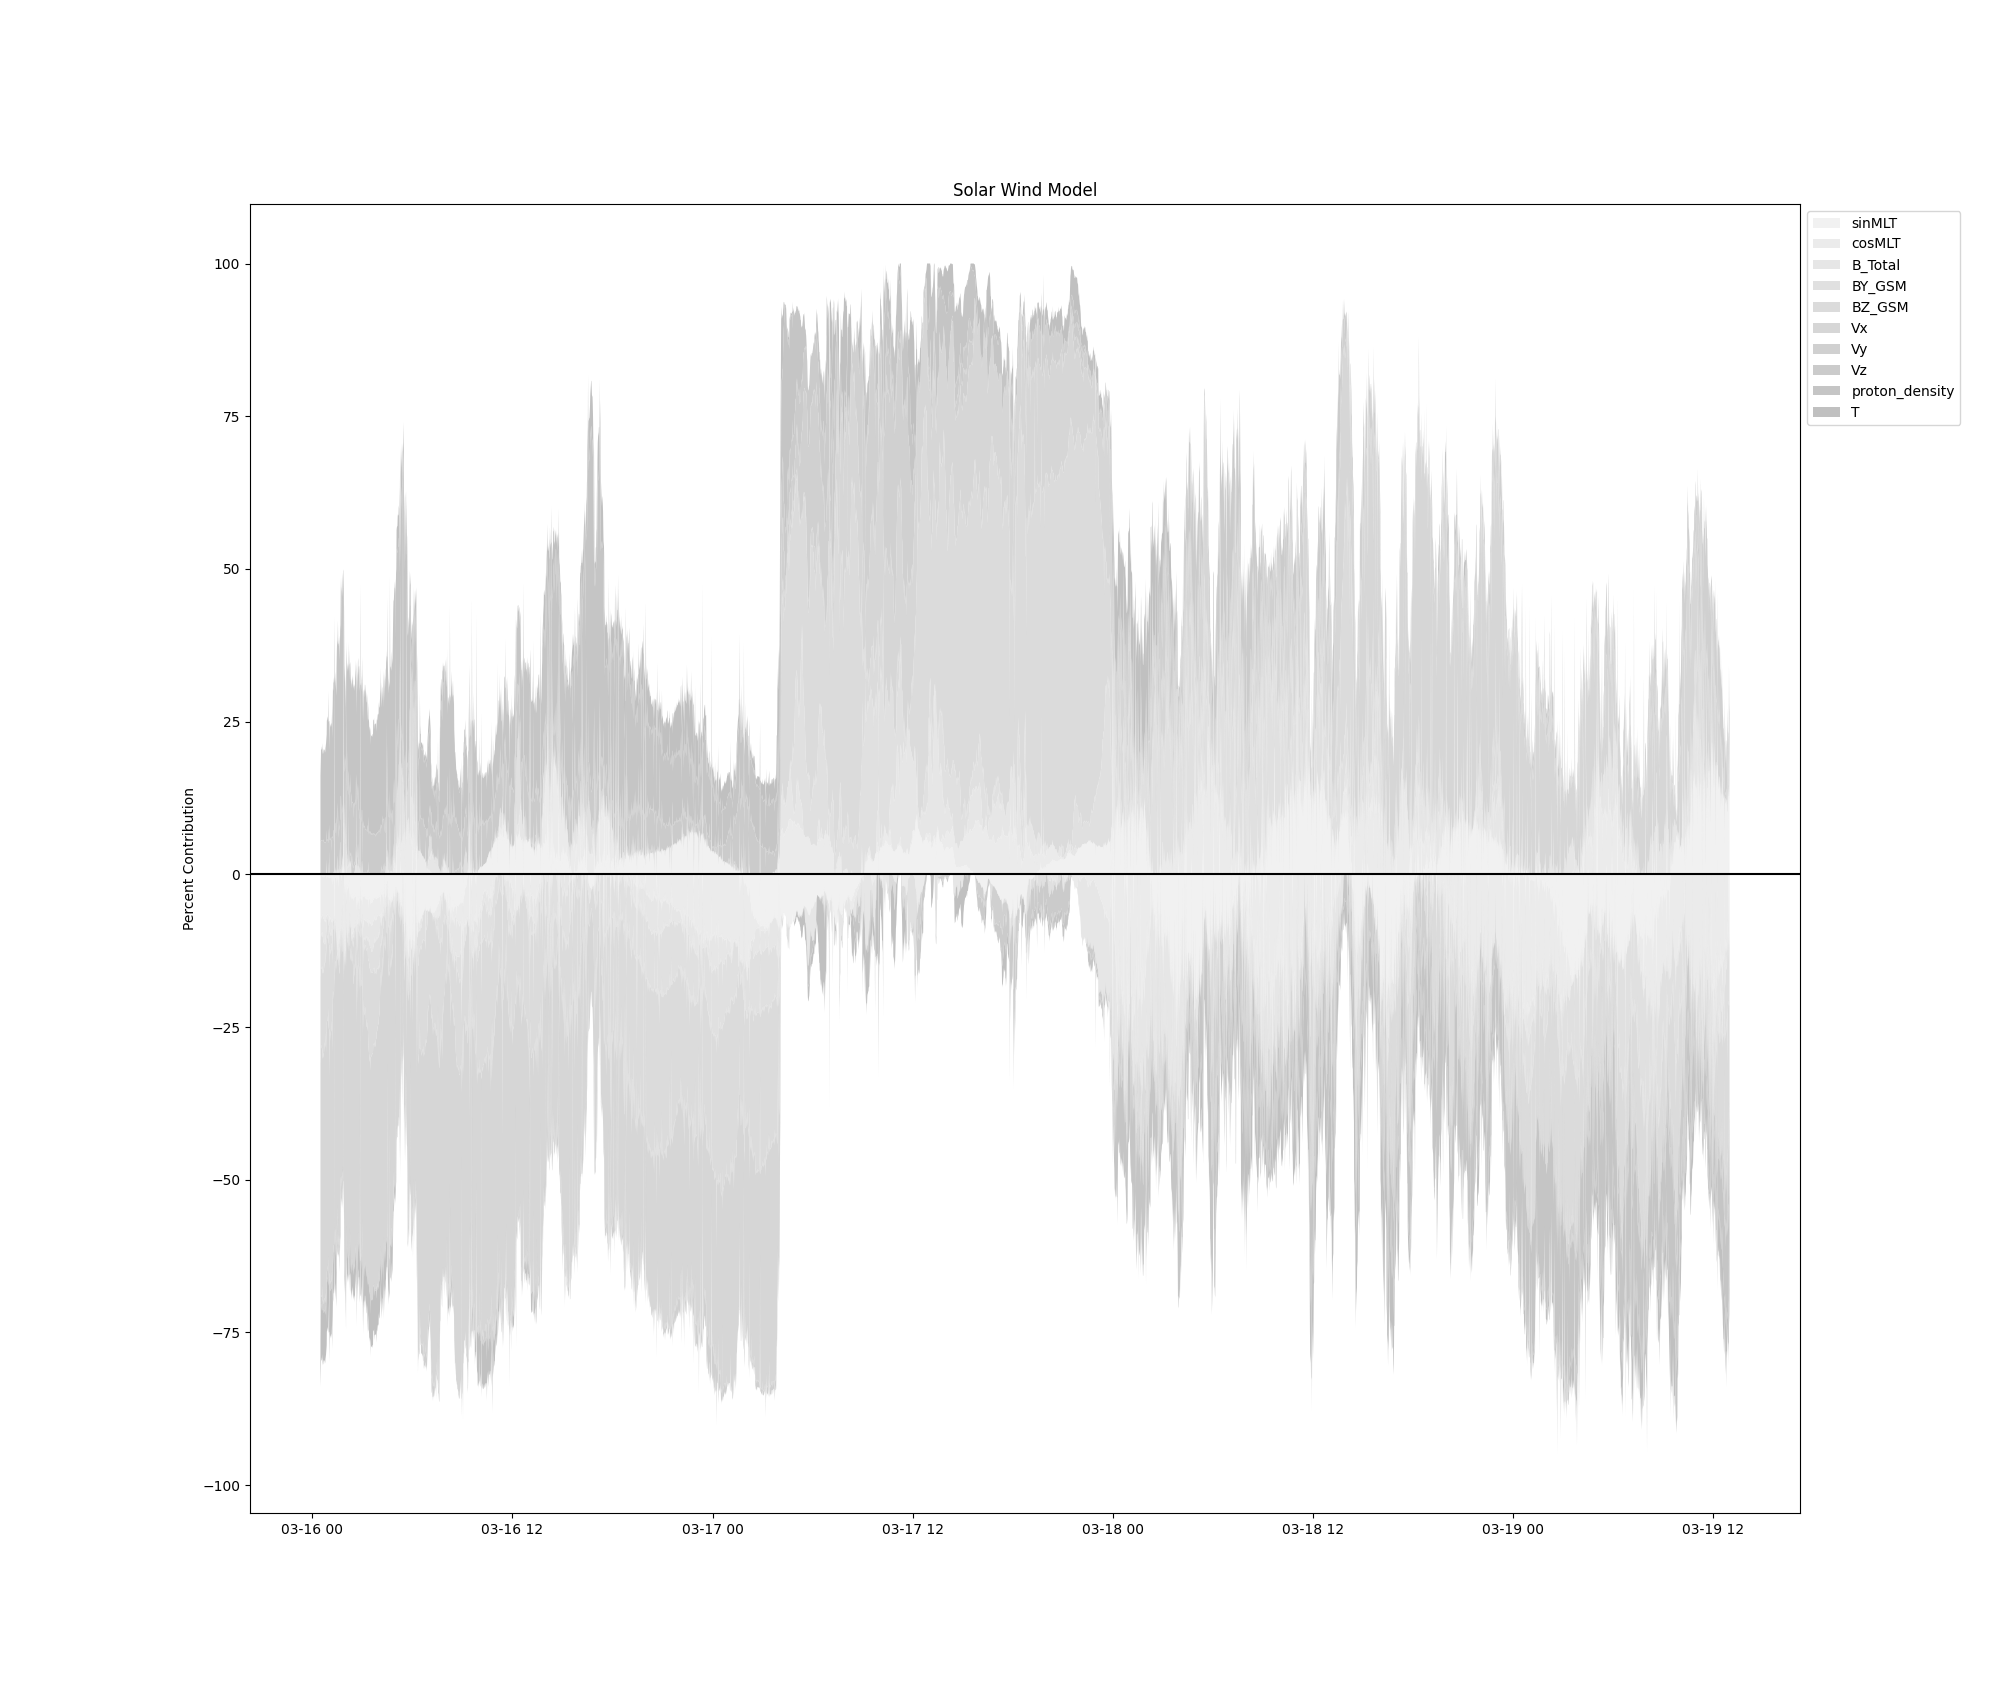 Solar Wind Model
sinMLT
cosMLT
B_Total
BY_GSM
BZ_GSM
Vx
Vy
Vz
proton_density
T
Percent Contribution
100
75
50
25
0
−25
−50
−75
−100
03-16 00
03-16 12
03-17 00
03-17 12
03-18 00
03-18 12
03-19 00
03-19 12